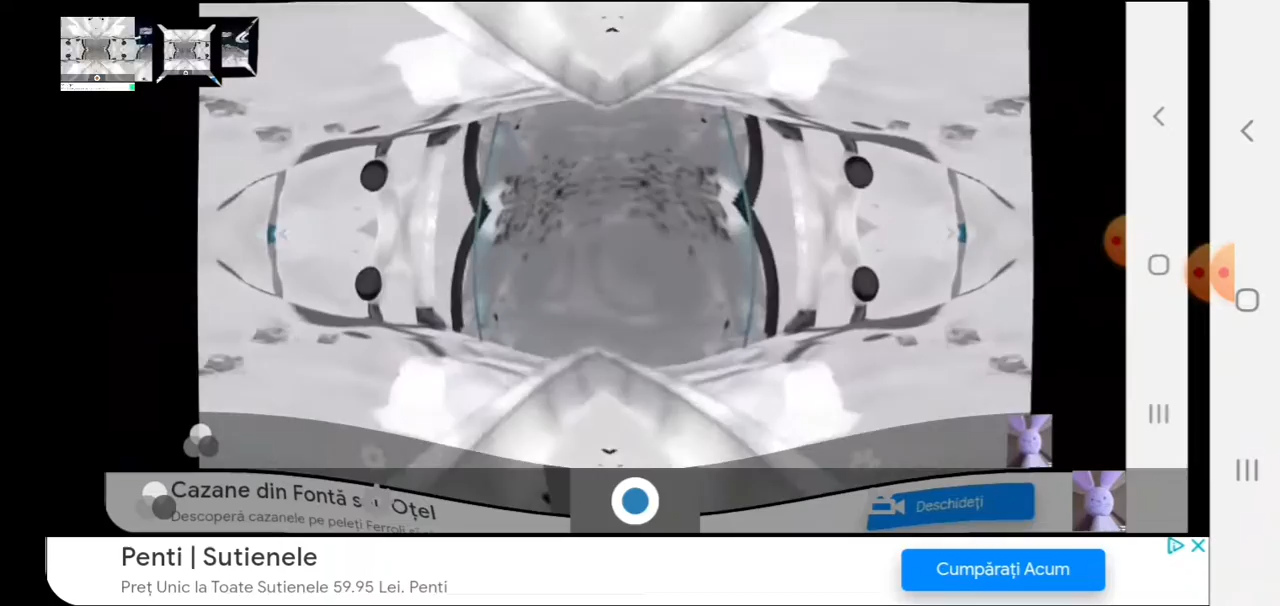 Cazane din Fontă s
Oțel
Descoperă cazanele pe peleți Ferroli
Deschideți
Penti | Sutienele
Preț Unic la Toate Sutienele 59.95 Lei. Penti
Cumpărați Acum